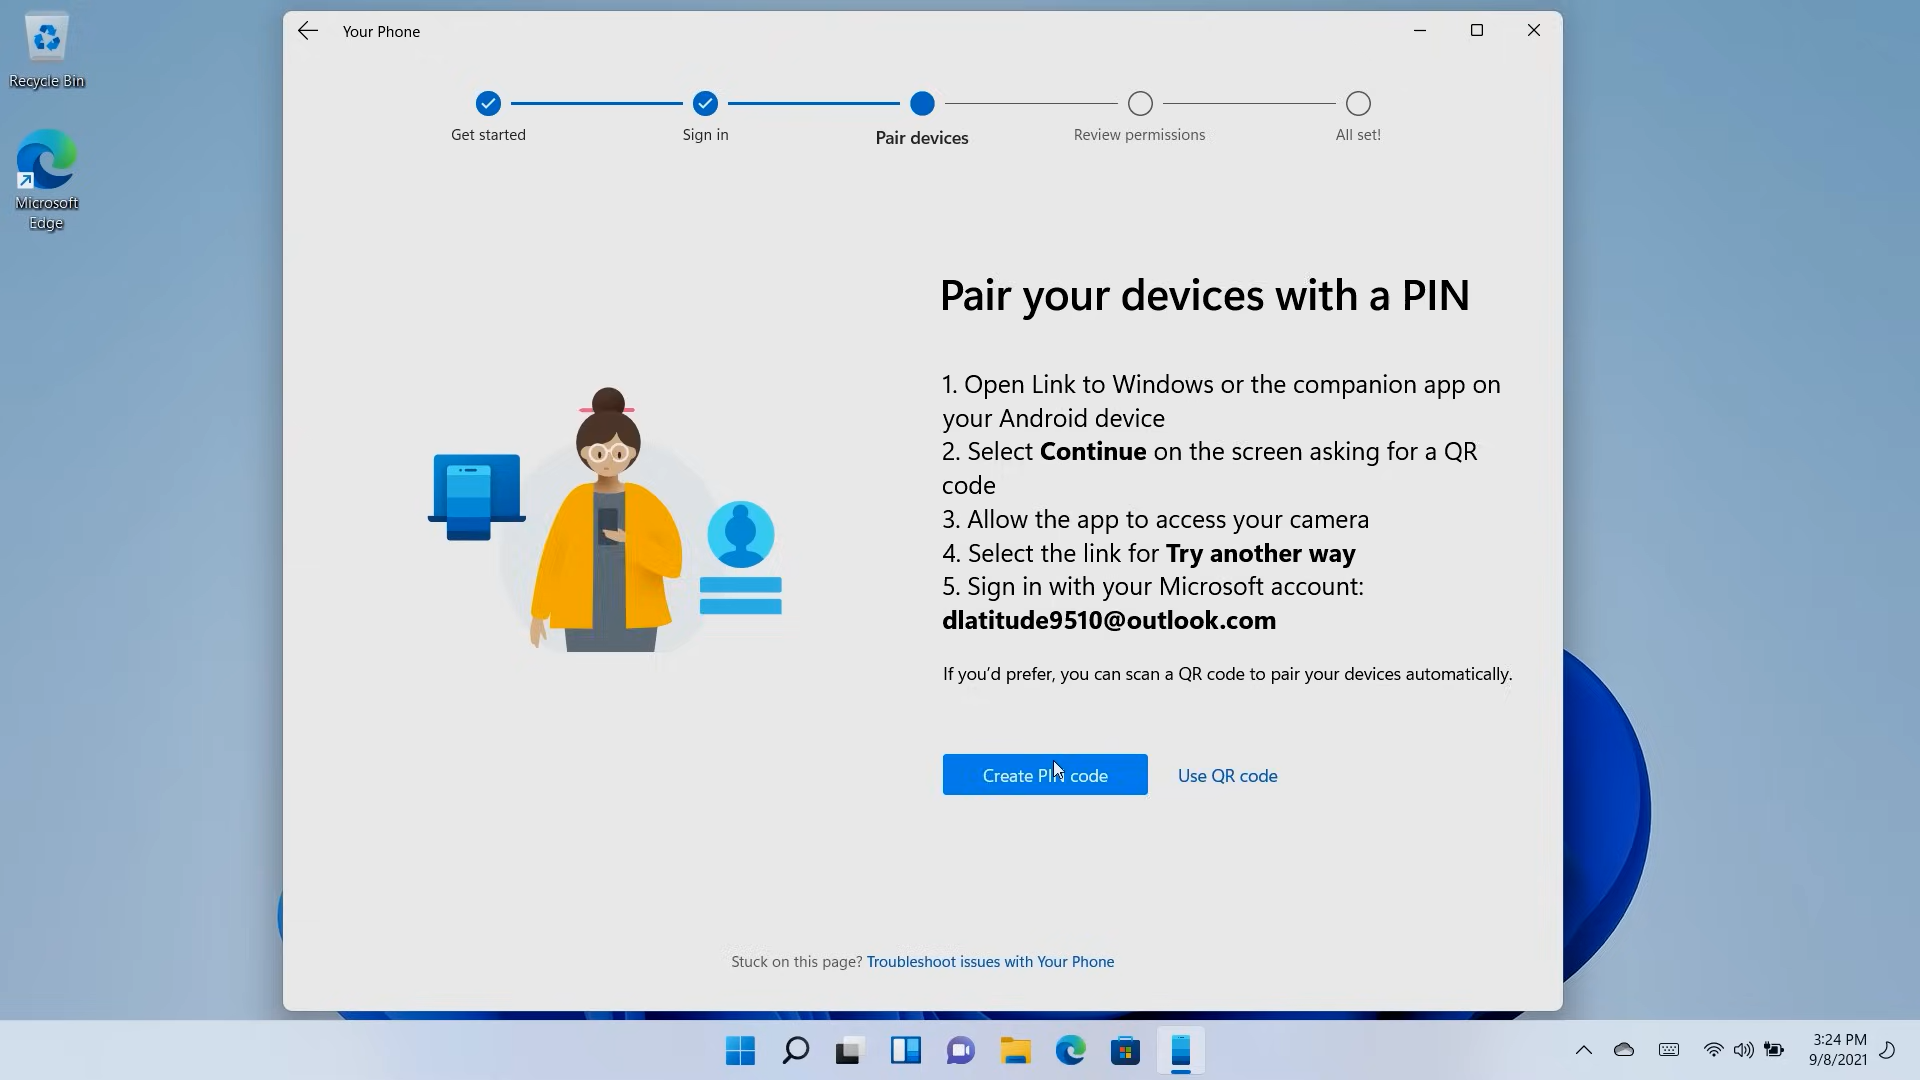 Recycle Bin
Microsoft
Edge
Your Phone
Get started
Sign in
Pair devices
Review permissions
All set!
Pair your devices with a PIN
1. Open Link to Windows or the companion app on
your Android device
2. Select Continue on the screen asking for a QR
code
3. Allow the app to access your camera
4. Select the link for Try another way
5. Sign in with your Microsoft account:
dlatitude9510@outlook.com
If you’d prefer, you can scan a QR code to pair your devices automatically.
Create PIN code
Use QR code
Stuck on this page? Troubleshoot issues with Your Phone
3:24 PM
9/8/2021